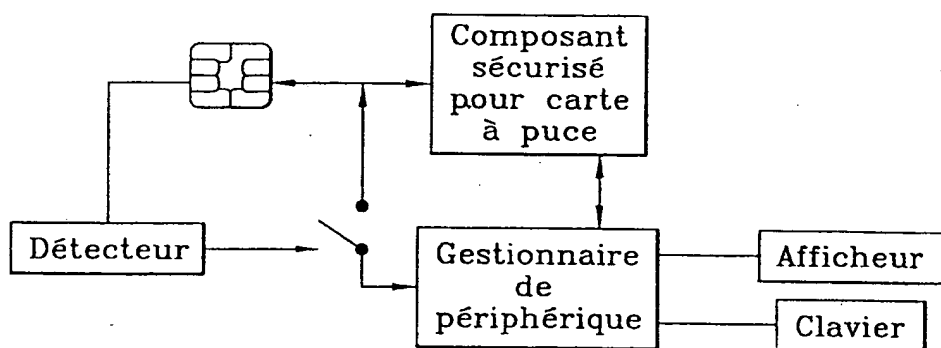 Composant
sécurisé
pour carte
à puce
Détecteur
Gestionnaire
de
périphérique
Afficheur
Clavier